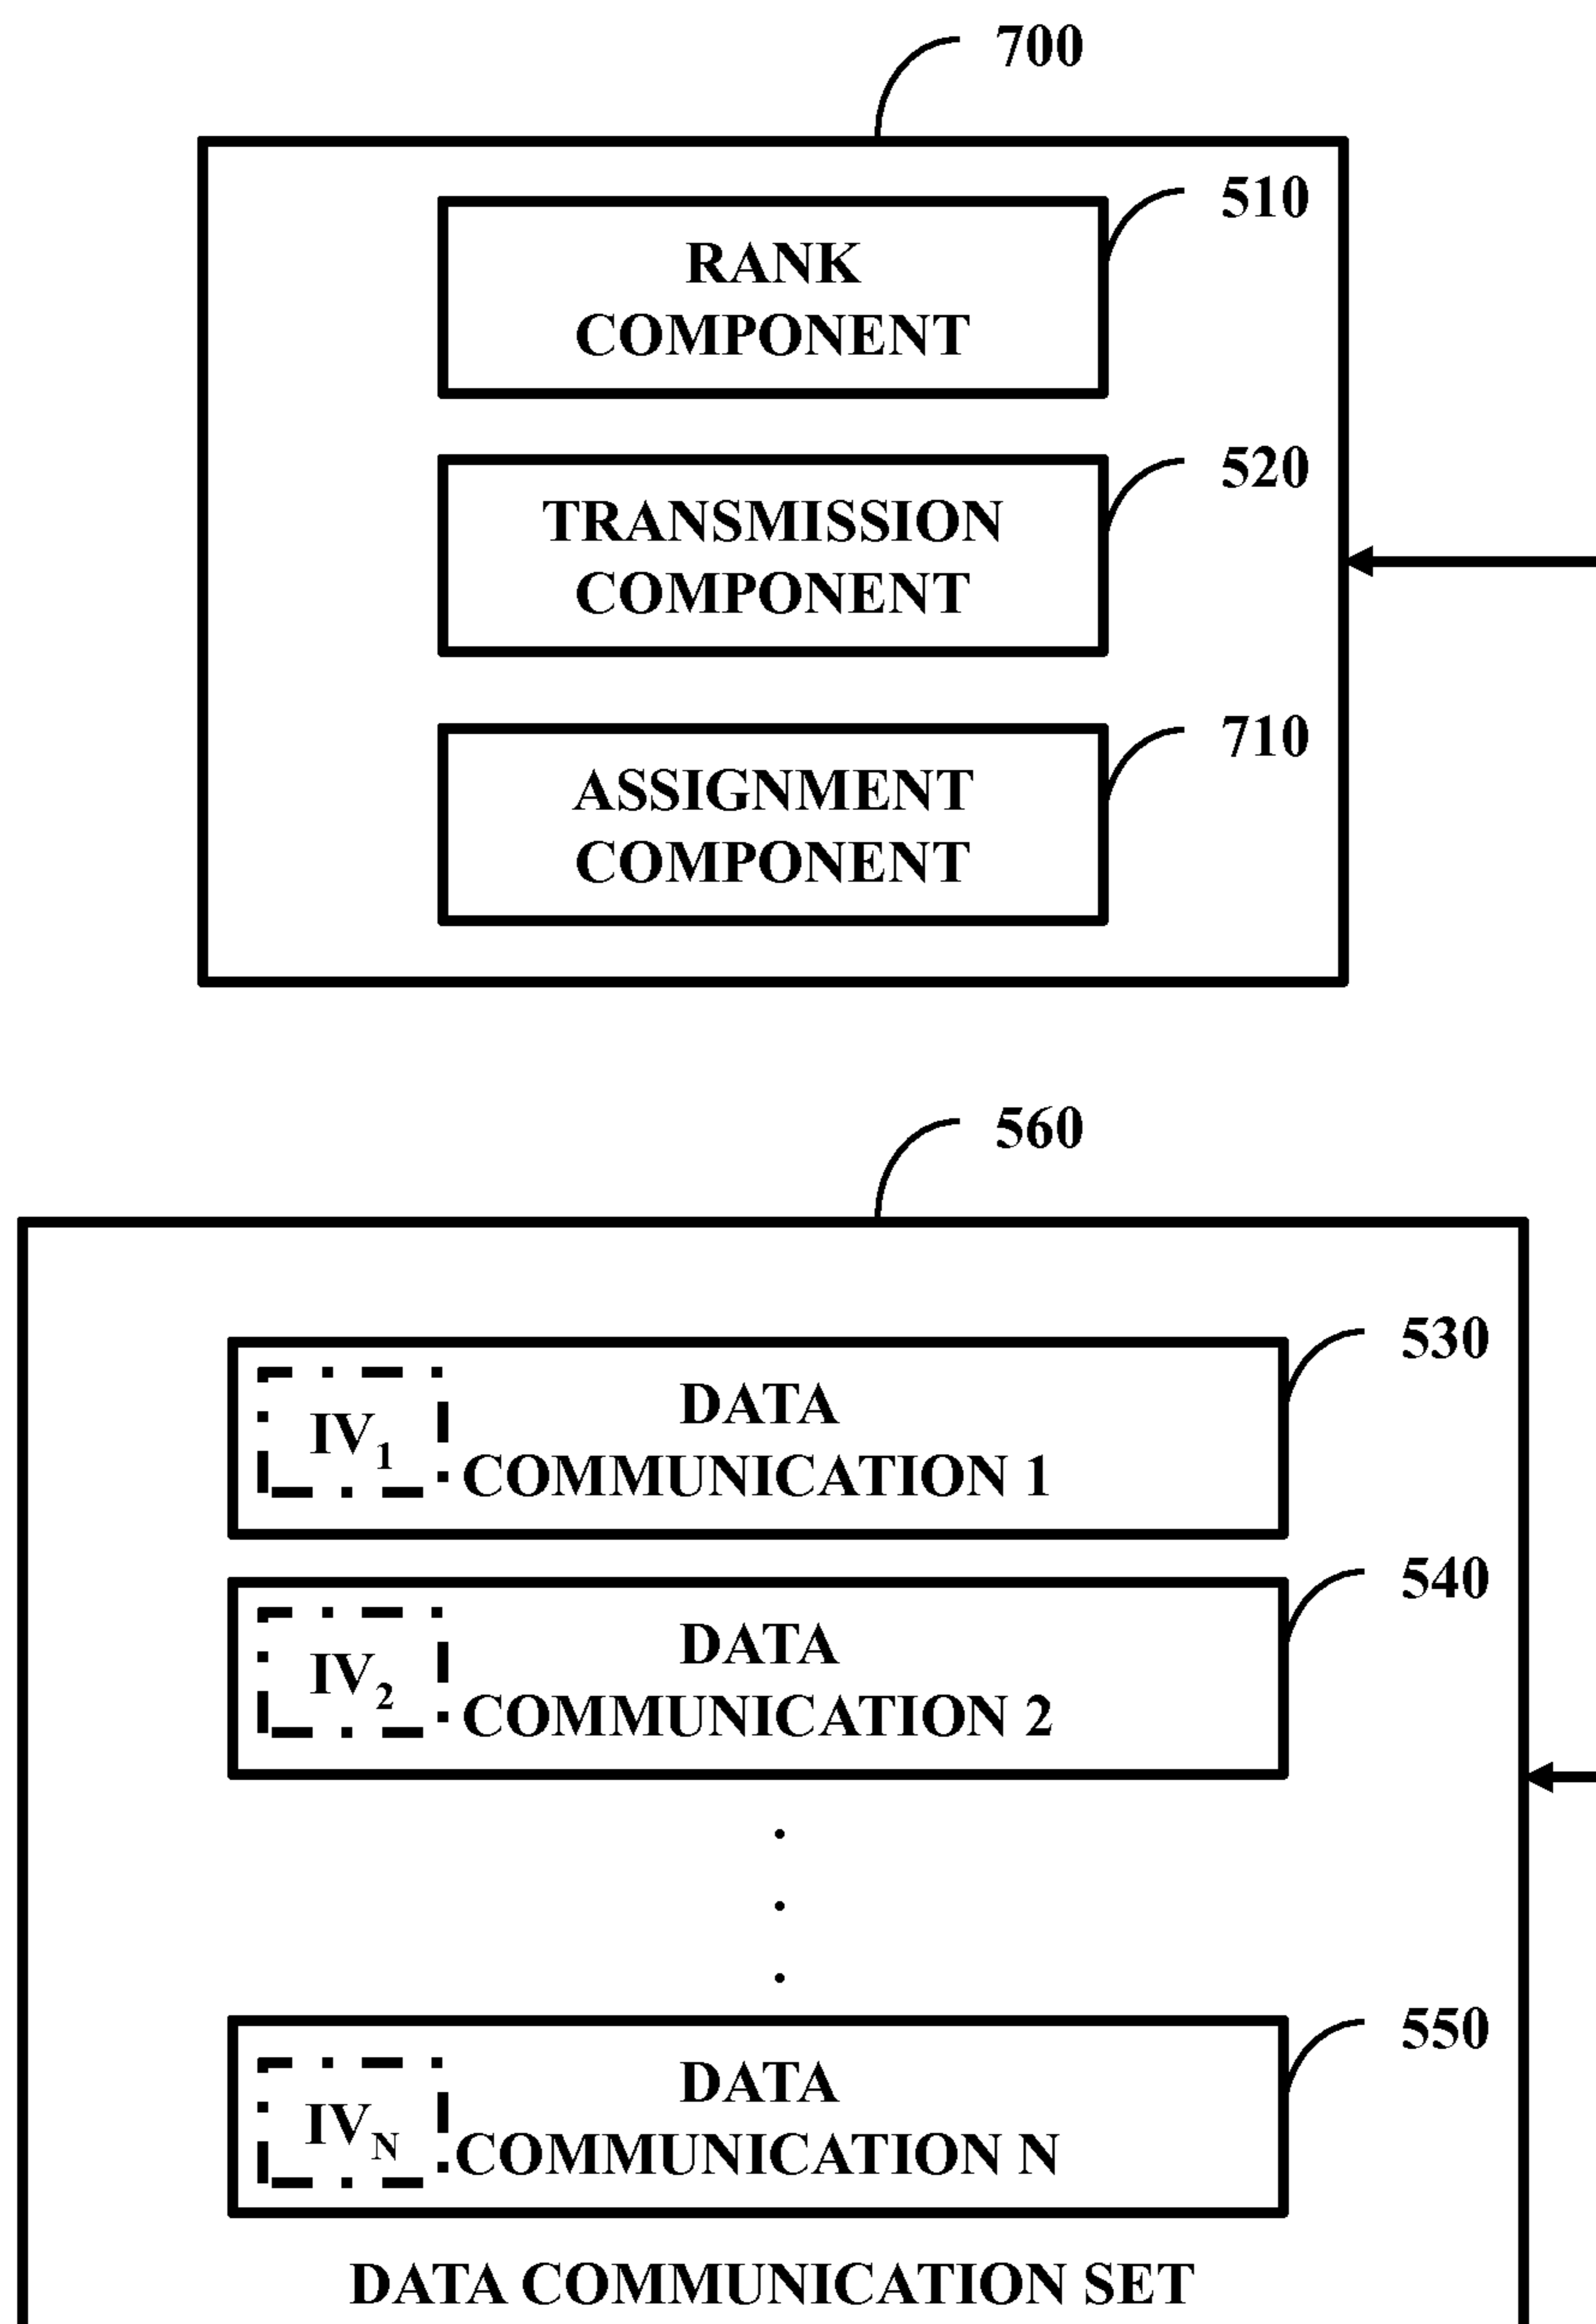 700
510
RANK
COMPONENT
520
TRANSMISSION
COMPONENT
710
ASSIGNMENT
COMPONENT
560
530
IV1
DATA
COMMUNICATION 1
540
IV2
DATA
COMMUNICATION 2
.
.
.
550
IVN
DATA
COMMUNICATION N
DATA COMMUNICATION SET